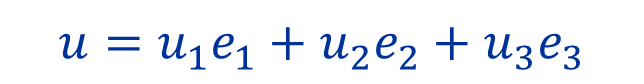 u = u₁e₁ + u₂e₂ + u₃e₃